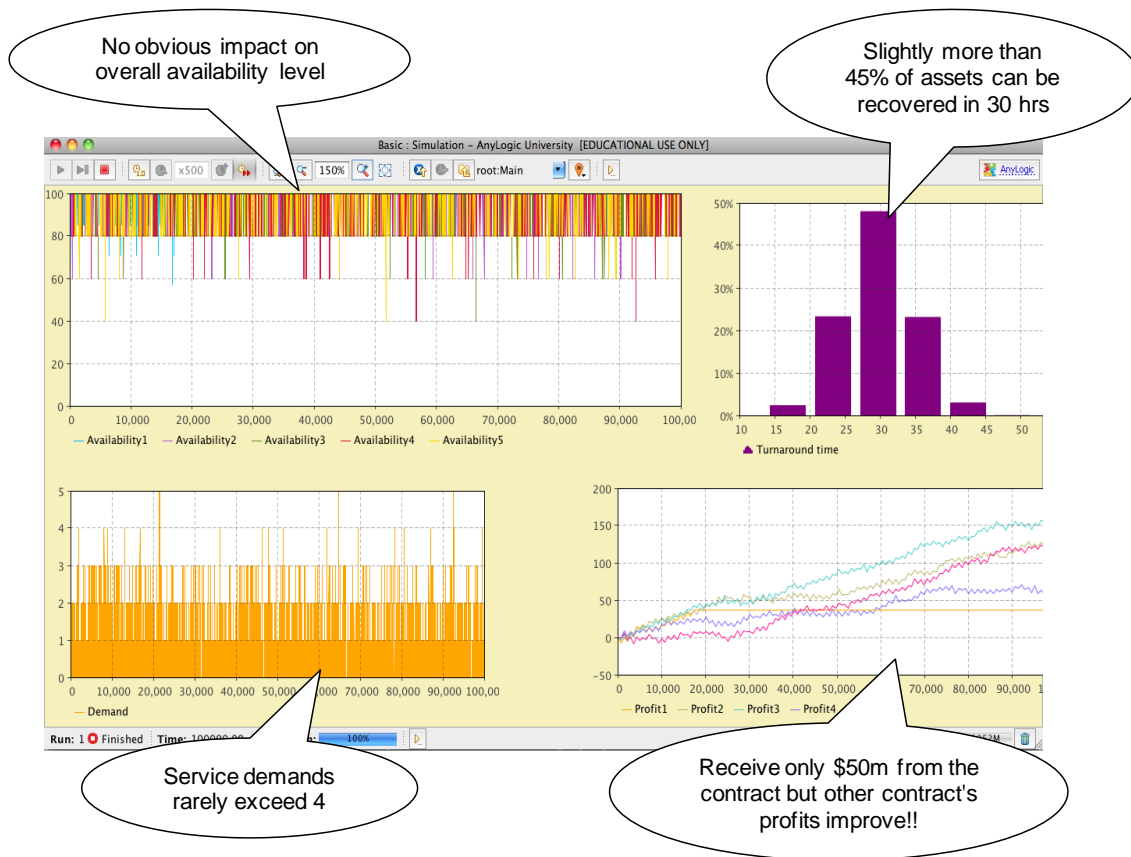 No obvious impact on
overall availability level
Slightly more than
45% of assets can be
recovered in 30 hrs
Basic : Simulation – AnyLogic University [EDUCATIONAL USE ONLY]
x500
150%
root:Main
AnyLogic
100
80
60
40
20
0
0 10,000 20,000 30,000 40,000 50,000 60,000 70,000 80,000 90,000 100,000
Availability1 Availability2 Availability3 Availability4 Availability5
50%
40%
30%
20%
10%
0%
10 15 20 25 30 35 40 45 50
Turnaround time
5
4
3
2
1
0
0 10,000 20,000 30,000 40,000 50,000 60,000 70,000 80,000 90,000 100,00
Demand
200
150
100
50
0
-50
0 10,000 20,000 30,000 40,000 50,000 60,000 70,000 80,000 90,000
Profit1 Profit2 Profit3 Profit4
Run: 1 Finished Time: 100%
Service demands
rarely exceed 4
Receive only $50m from the
contract but other contract's
profits improve!!